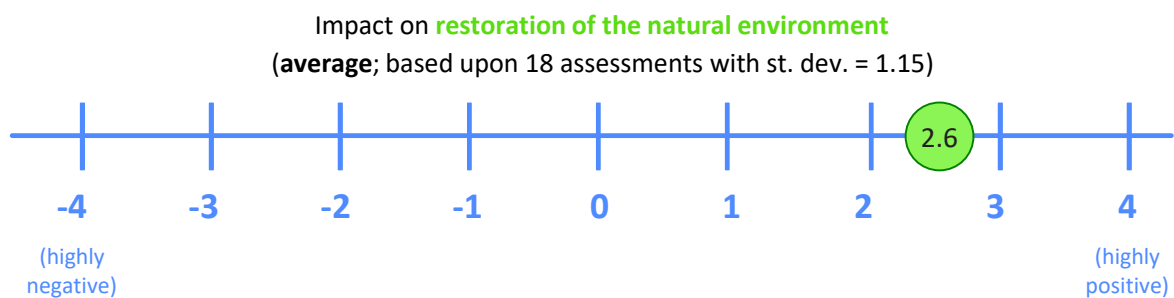 Impact on restoration of the natural environment
(average; based upon 18 assessments with st. dev. = 1.15)
2.6
-4 -3 -2 -1 0 1 2 3 4
(highly negative) (highly positive)